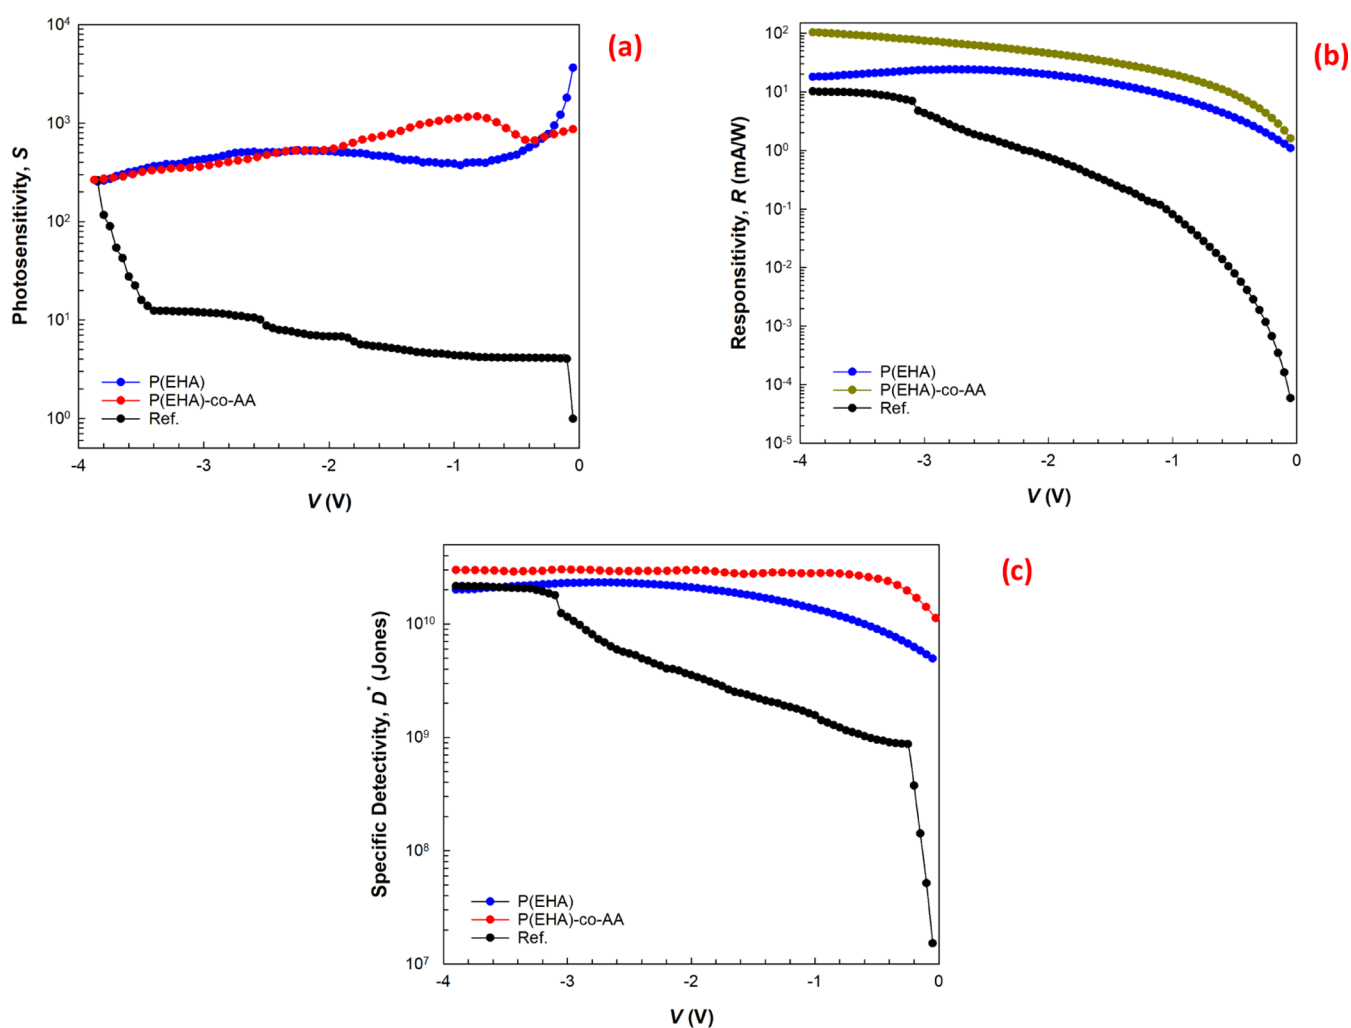 (a)
10⁴
10³
10²
10¹
10⁰
Photosensitivity, S
P(EHA)
P(EHA)-co-AA
Ref.
-4 -3 -2 -1 0
V (V)
(b)
10²
10¹
10⁰
10⁻¹
10⁻²
10⁻³
10⁻⁴
10⁻⁵
Responsitivity, R (mA/W)
P(EHA)
P(EHA)-co-AA
Ref.
-4 -3 -2 -1 0
V (V)
(c)
10¹⁰
10⁹
10⁸
10⁷
Specific Detectivity, D* (Jones)
P(EHA)
P(EHA)-co-AA
Ref.
-4 -3 -2 -1 0
V (V)